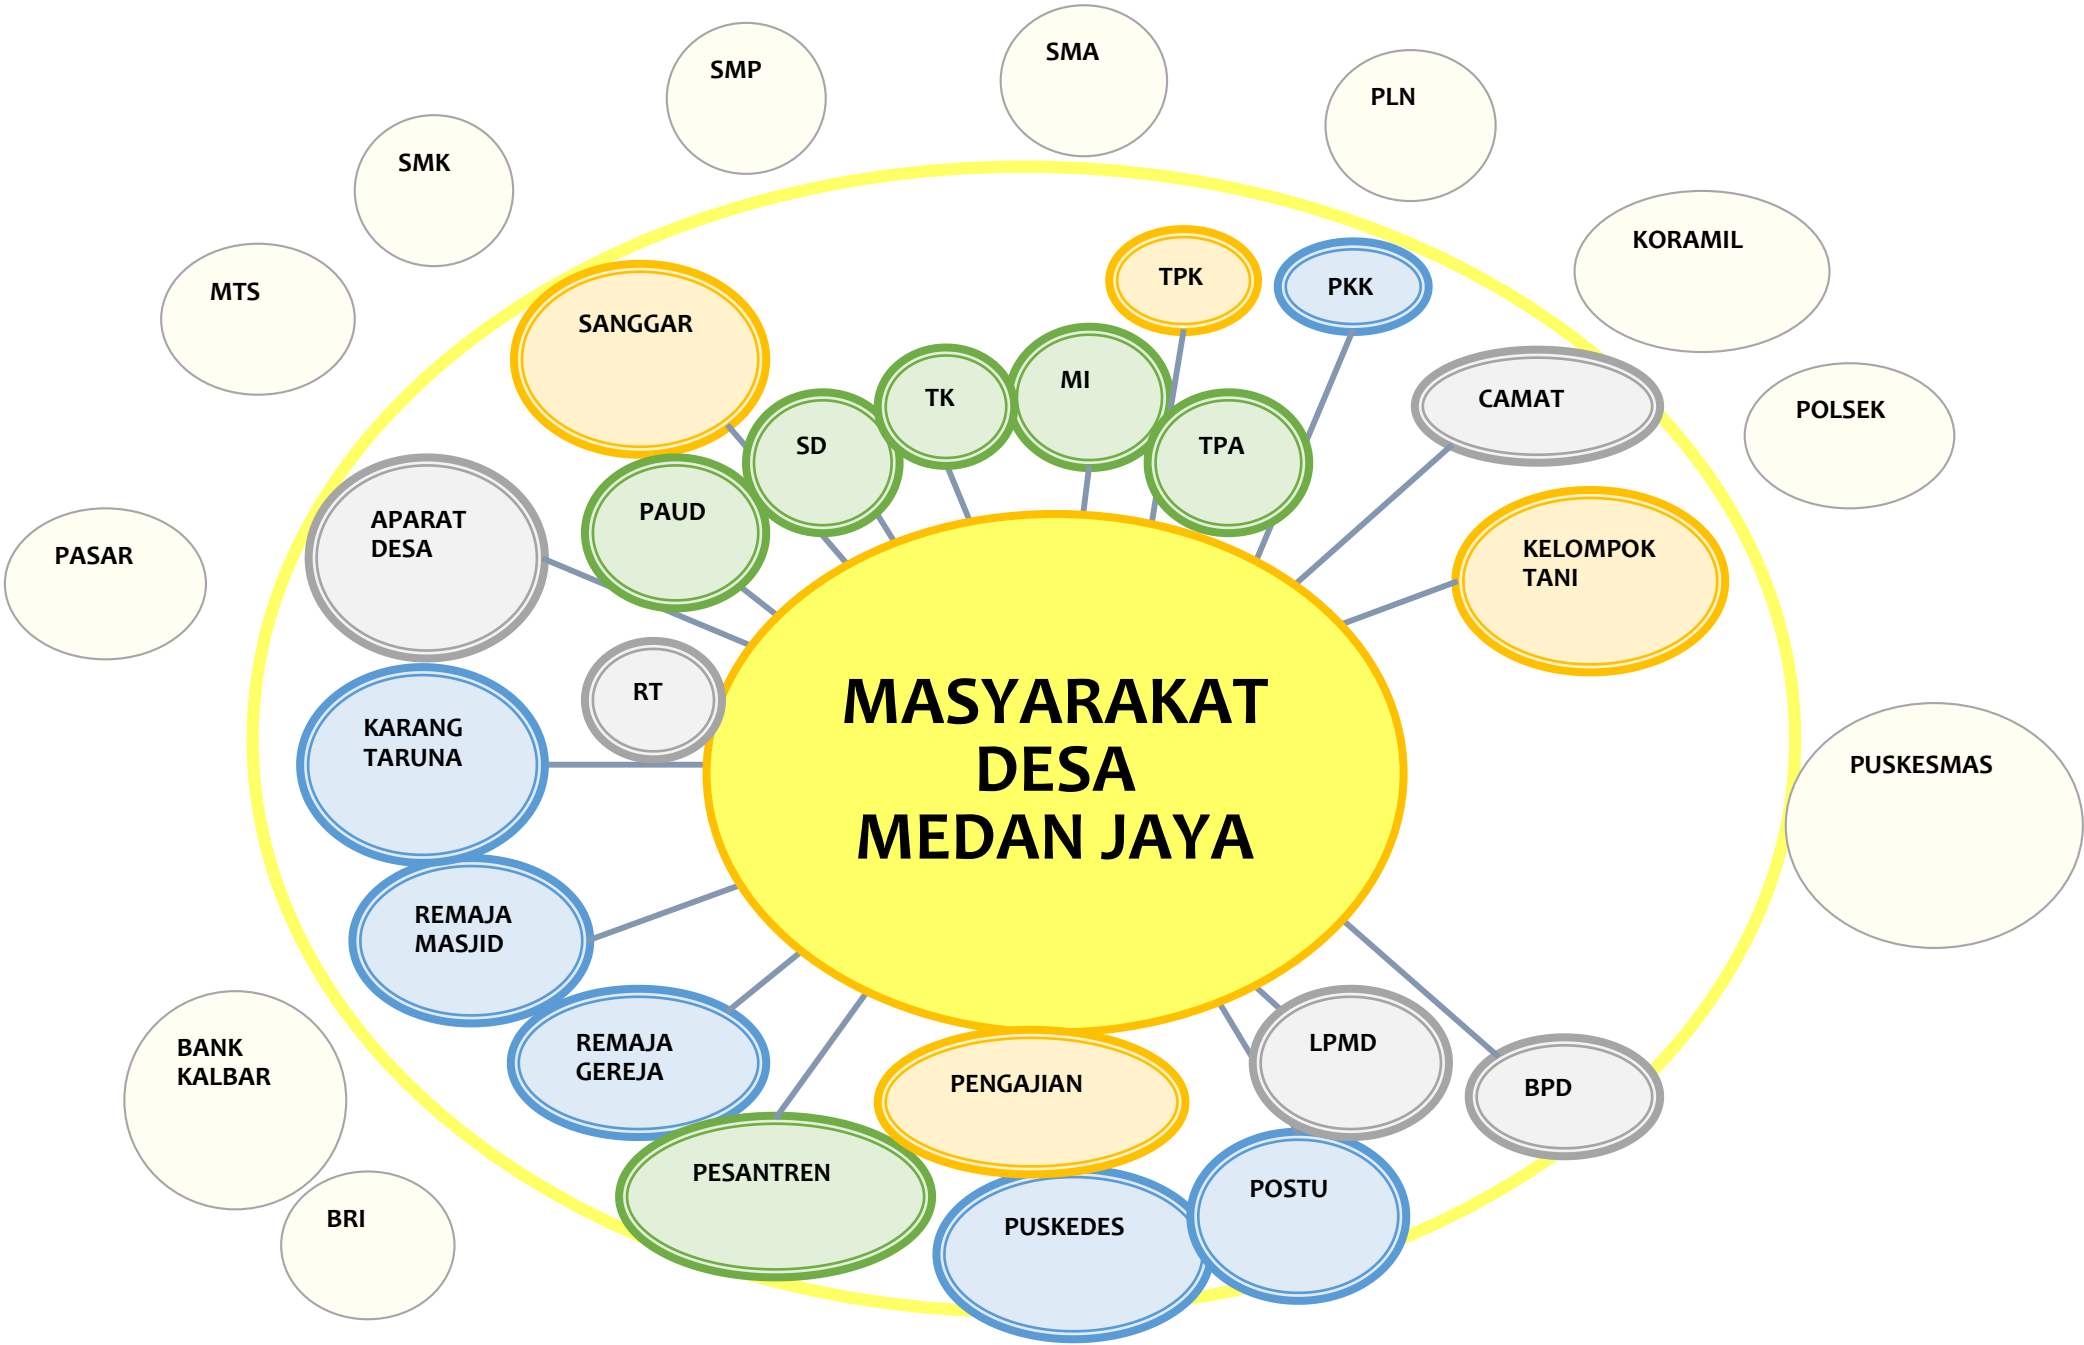 SMA
SMP
PLN
SMK
KORAMIL
MTS
TPK
PKK
SANGGAR
MI
TK
CAMAT
POLSEK
SD
TPA
PAUD
APARAT
DESA
KELOMPOK
TANI
PASAR
RT
MASYARAKAT
DESA
MEDAN JAYA
KARANG
TARUNA
PUSKESMAS
REMAJA
MASJID
REMAJA
GEREJA
LPMD
BANK
KALBAR
PENGAJIAN
BPD
PESANTREN
POSTU
BRI
PUSKEDES